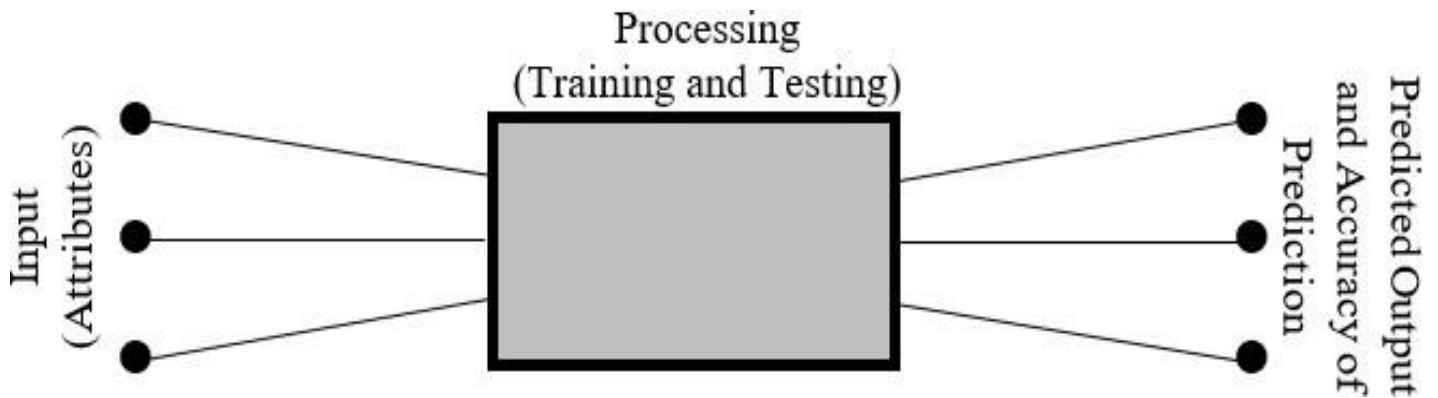 Processing
(Training and Testing)
Input
(Attributes)
Predicted Output
and Accuracy of
Prediction